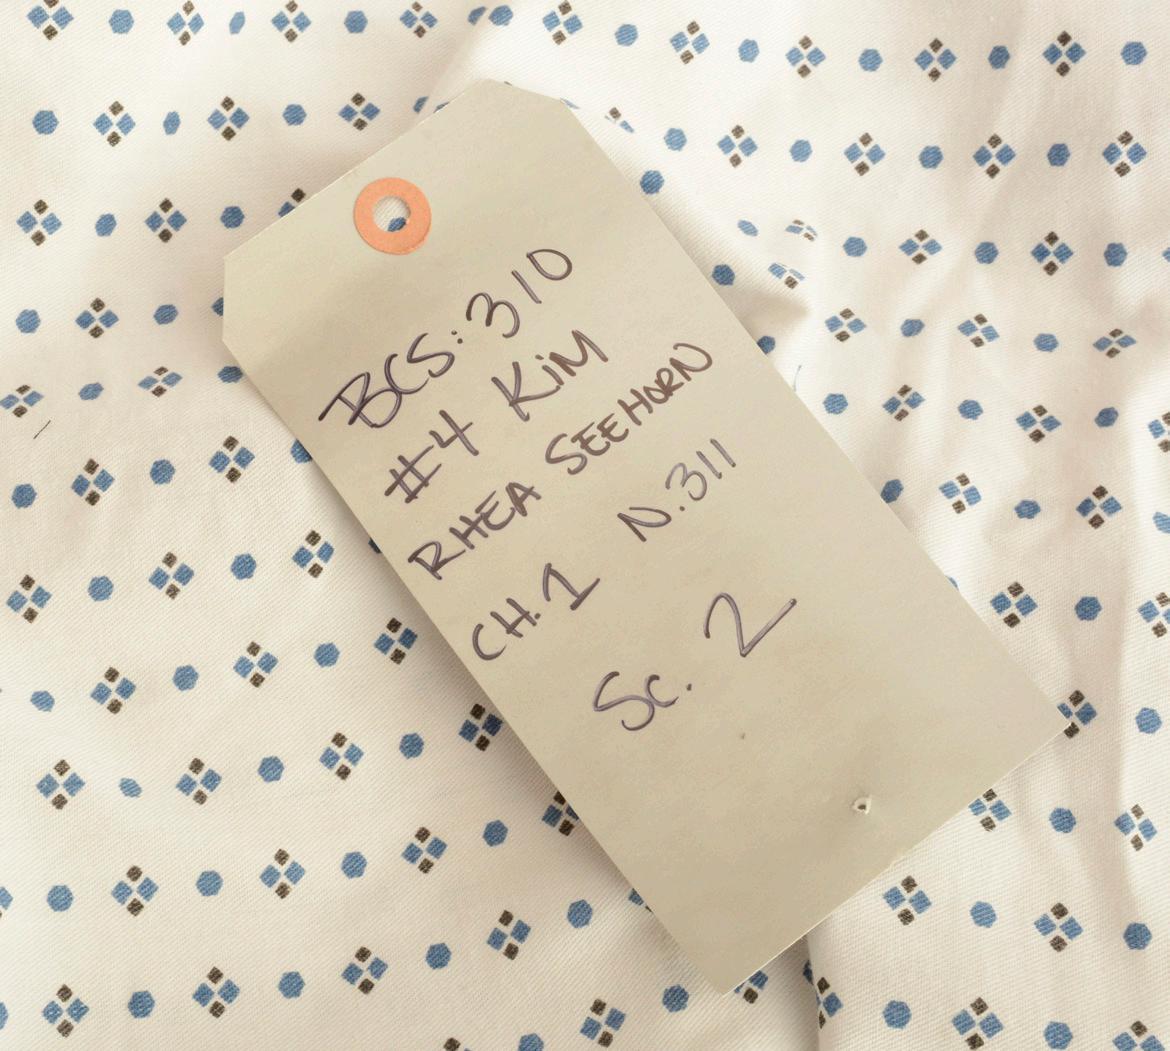 BCS: 310
#4 KiM
RHEA SEEHORN
CH. 1 N. 311
Sc. 2